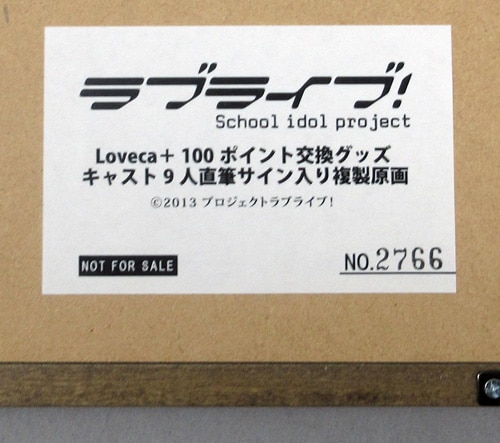 ラブライブ!
School idol project
Loveca+ 100 ポイント交換グッズ
キャスト 9 人直筆サイン入り複製原画
©2013 プロジェクトラブライブ!
NOT FOR SALE
NO.2766